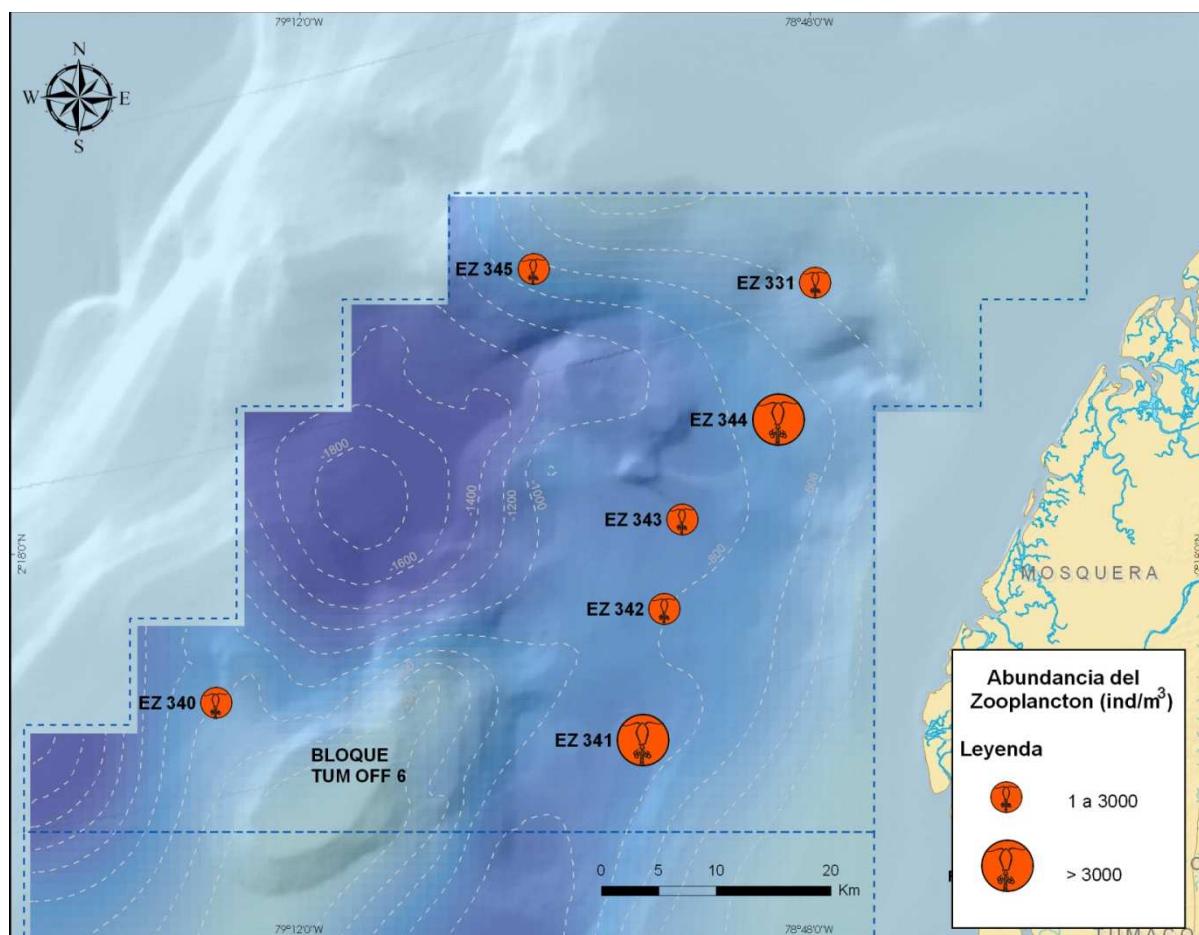 79°12'0"W
78°48'0"W
N
W
E
S
EZ 345
EZ 331
EZ 344
-1800
-1400
-1200
-1000
-600
EZ 343
2°18'0"N
-1600
-800
MOSQUERA
EZ 342
EZ 340
EZ 341
BLOQUE
TUM OFF 6
Abundancia del
Zooplancton (ind/m³)
Leyenda
1 a 3000
> 3000
0 5 10 20
Km
79°12'0"W
78°48'0"W